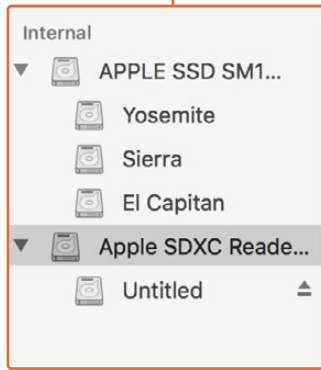 Internal
APPLE SSD SM1...
Yosemite
Sierra
El Capitan
Apple SDXC Reade...
Untitled